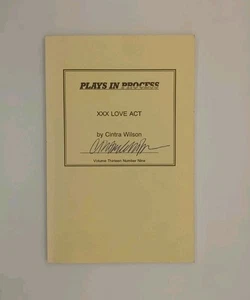 PLAYS IN PROCESS
XXX LOVE ACT
by Cintra Wilson
Volume Thirteen Number Nine